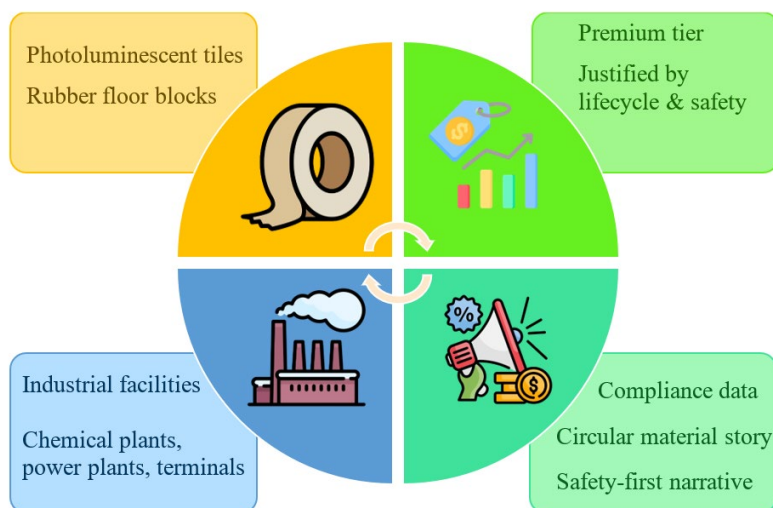 Photoluminescent tiles
Rubber floor blocks
Premium tier
Justified by
lifecycle & safety
$
Industrial facilities
Chemical plants,
power plants, terminals
%
$
Compliance data
Circular material story
Safety-first narrative